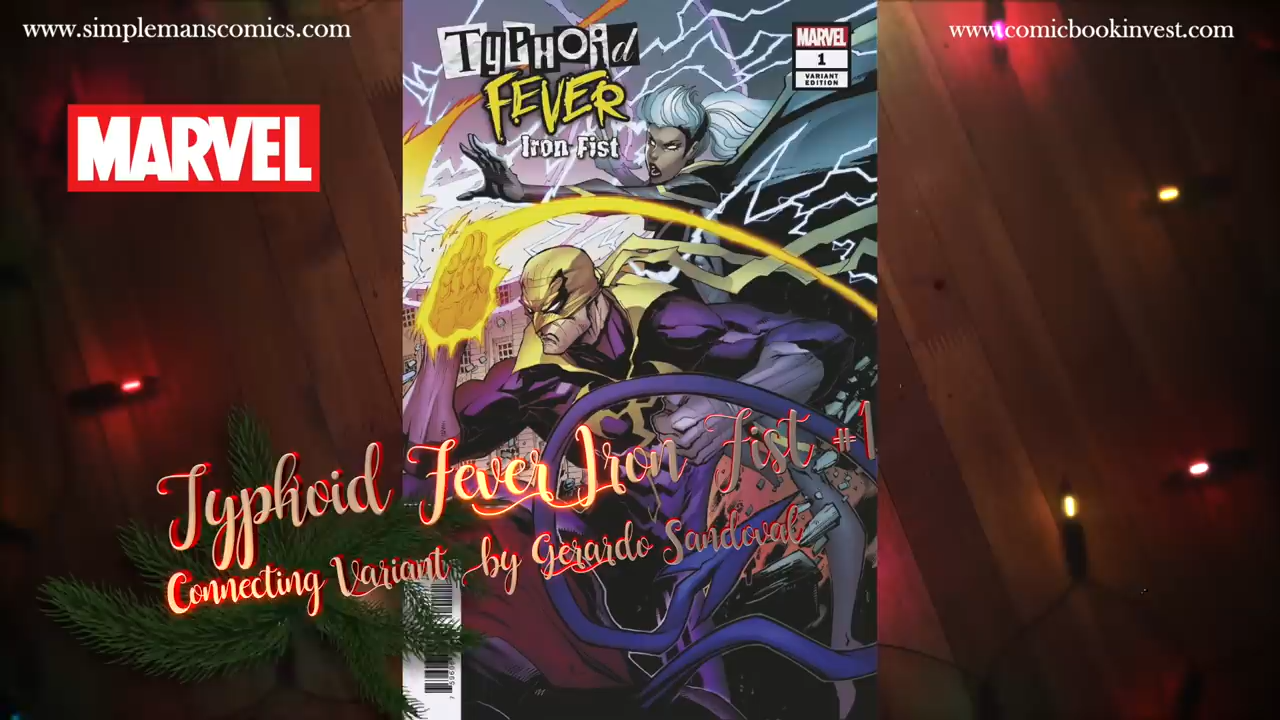 www.simplemanscomics.com
www.comicbookinvest.com
MARVEL
TYPHOid
FEVER
Iron Fist
MARVEL
1
VARIANT
EDITION
Typhoid Fever Iron Fist #1
Connecting Variant - by Gerardo Sandoval